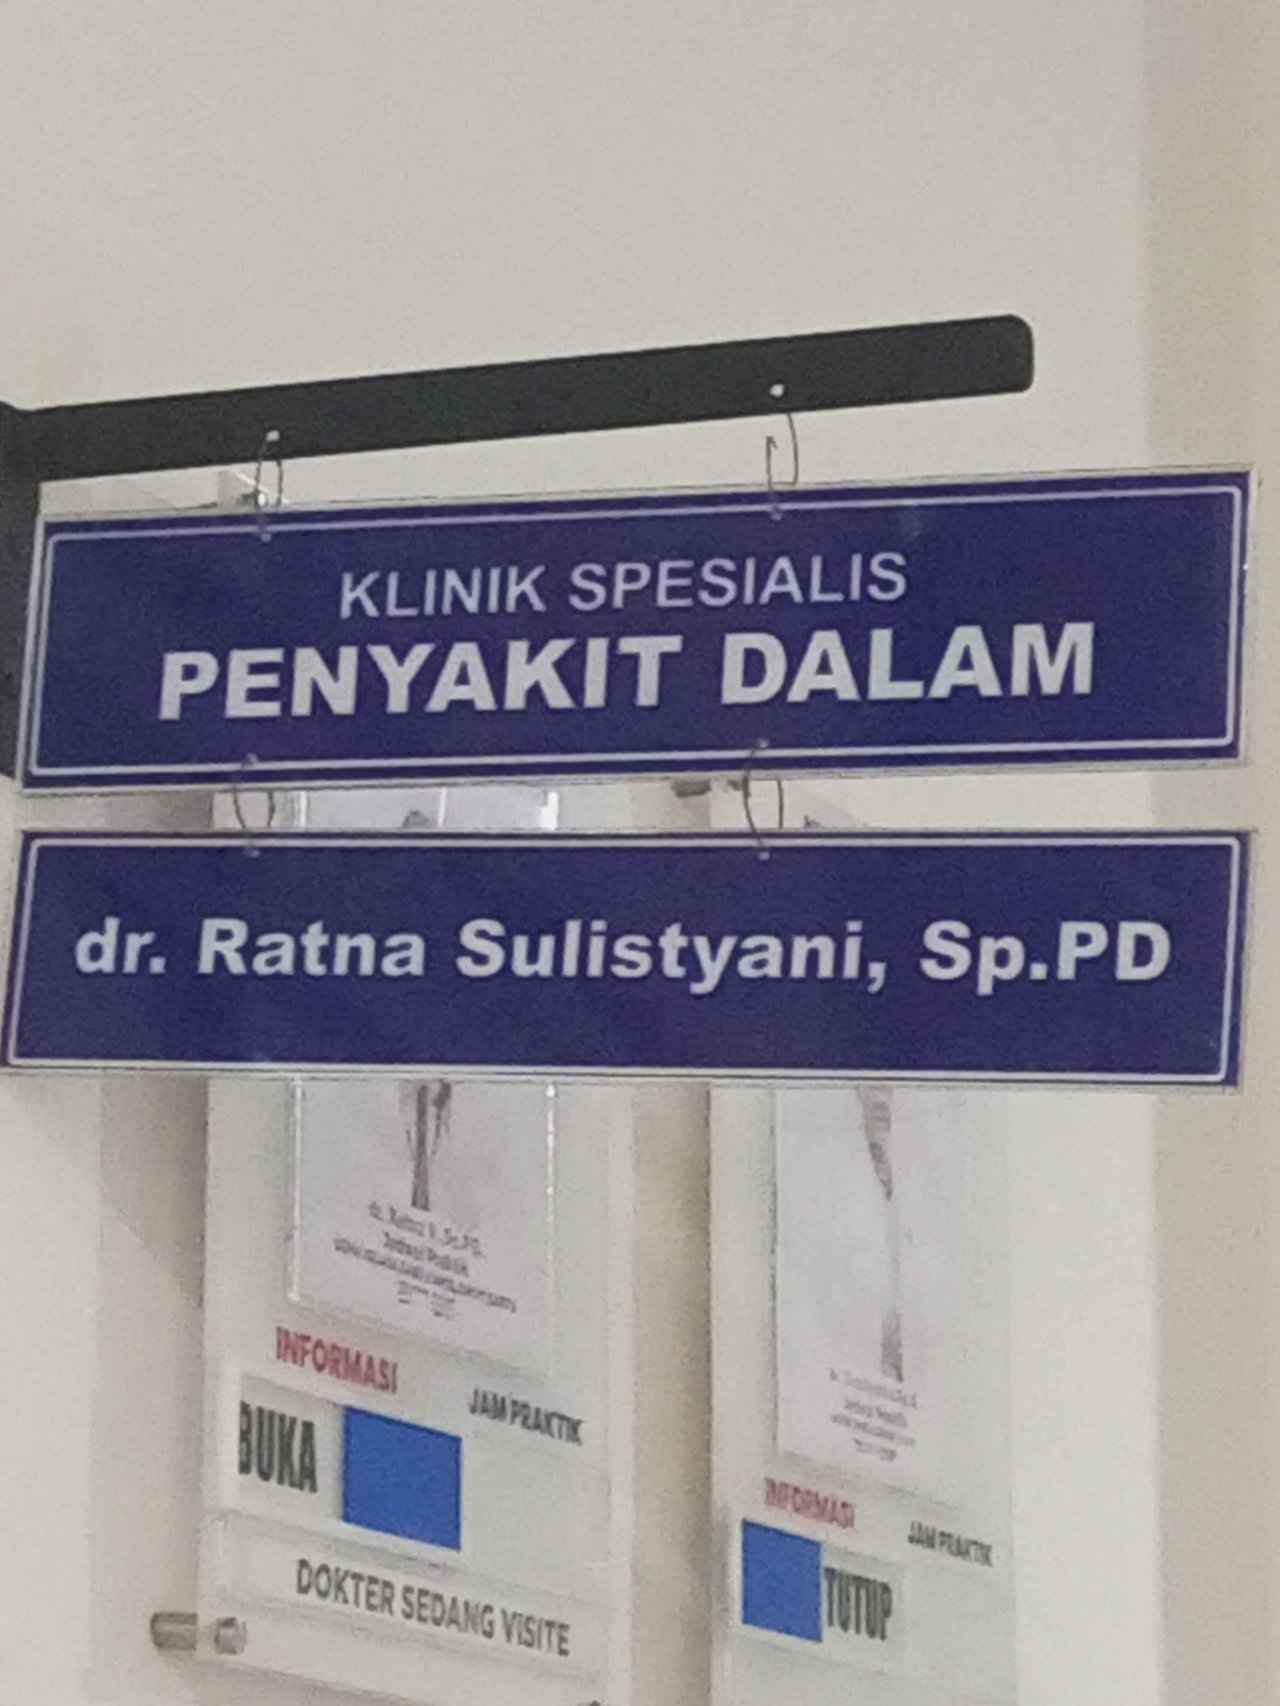 KLINIK SPESIALIS
PENYAKIT DALAM
dr. Ratna Sulistyani, Sp.PD
INFORMASI
JAM PRAKTIK
BUKA
DOKTER SEDANG VISITE
INFORMASI
JAM PRAKTIK
TUTUP